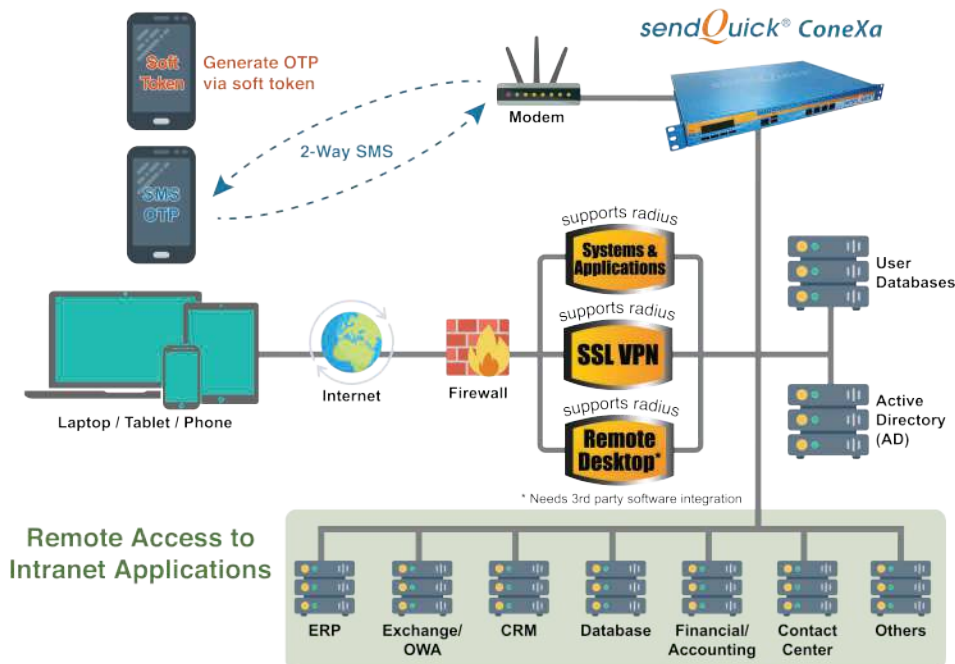 sendQuick® ConeXa
Soft
Token
Generate OTP
via soft token
Modem
2-Way SMS
SMS
OTP
supports radius
Systems &
Applications
User
Databases
supports radius
SSL VPN
Internet
Firewall
Laptop / Tablet / Phone
supports radius
Remote
Desktop*
Active
Directory
(AD)
* Needs 3rd party software integration
Remote Access to
Intranet Applications
ERP
Exchange/
OWA
CRM
Database
Financial/
Accounting
Contact
Center
Others